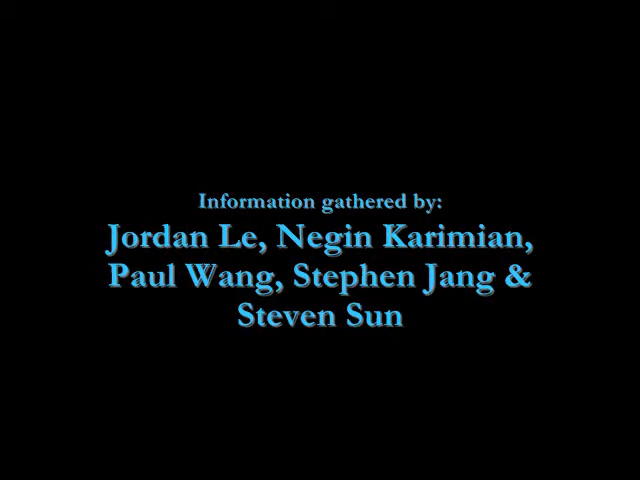 Information gathered by:
Jordan Le, Negin Karimian,
Paul Wang, Stephen Jang &
Steven Sun